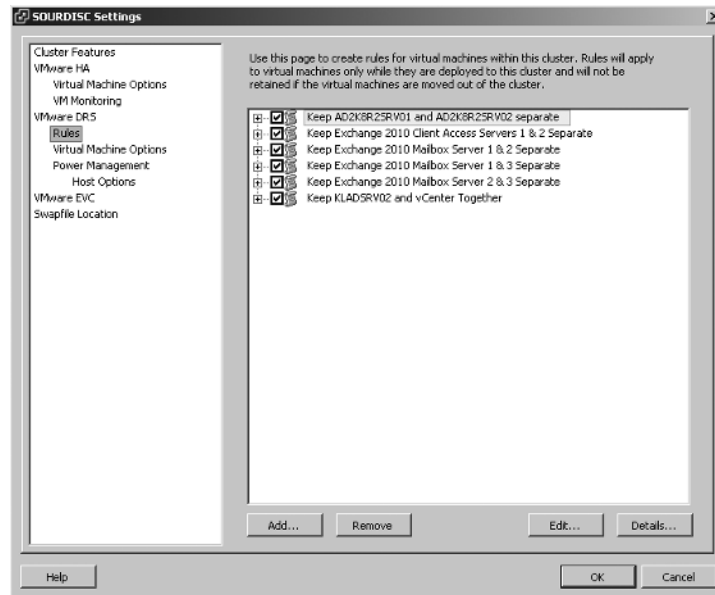 SOURDISC Settings
Cluster Features
VMware HA
Virtual Machine Options
VM Monitoring
VMware DRS
Rules
Virtual Machine Options
Power Management
Host Options
VMware EVC
Swapfile Location
Use this page to create rules for virtual machines within this cluster. Rules will apply
to virtual machines only while they are deployed to this cluster and will not be
retained if the virtual machines are moved out of the cluster.
Keep AD2K8R2SRV01 and AD2K8R2SRV02 separate
Keep Exchange 2010 Client Access Servers 1 & 2 Separate
Keep Exchange 2010 Mailbox Server 1 & 2 Separate
Keep Exchange 2010 Mailbox Server 1 & 3 Separate
Keep Exchange 2010 Mailbox Server 2 & 3 Separate
Keep KLADSRV02 and vCenter Together
Add...
Remove
Edit...
Details...
Help
OK
Cancel